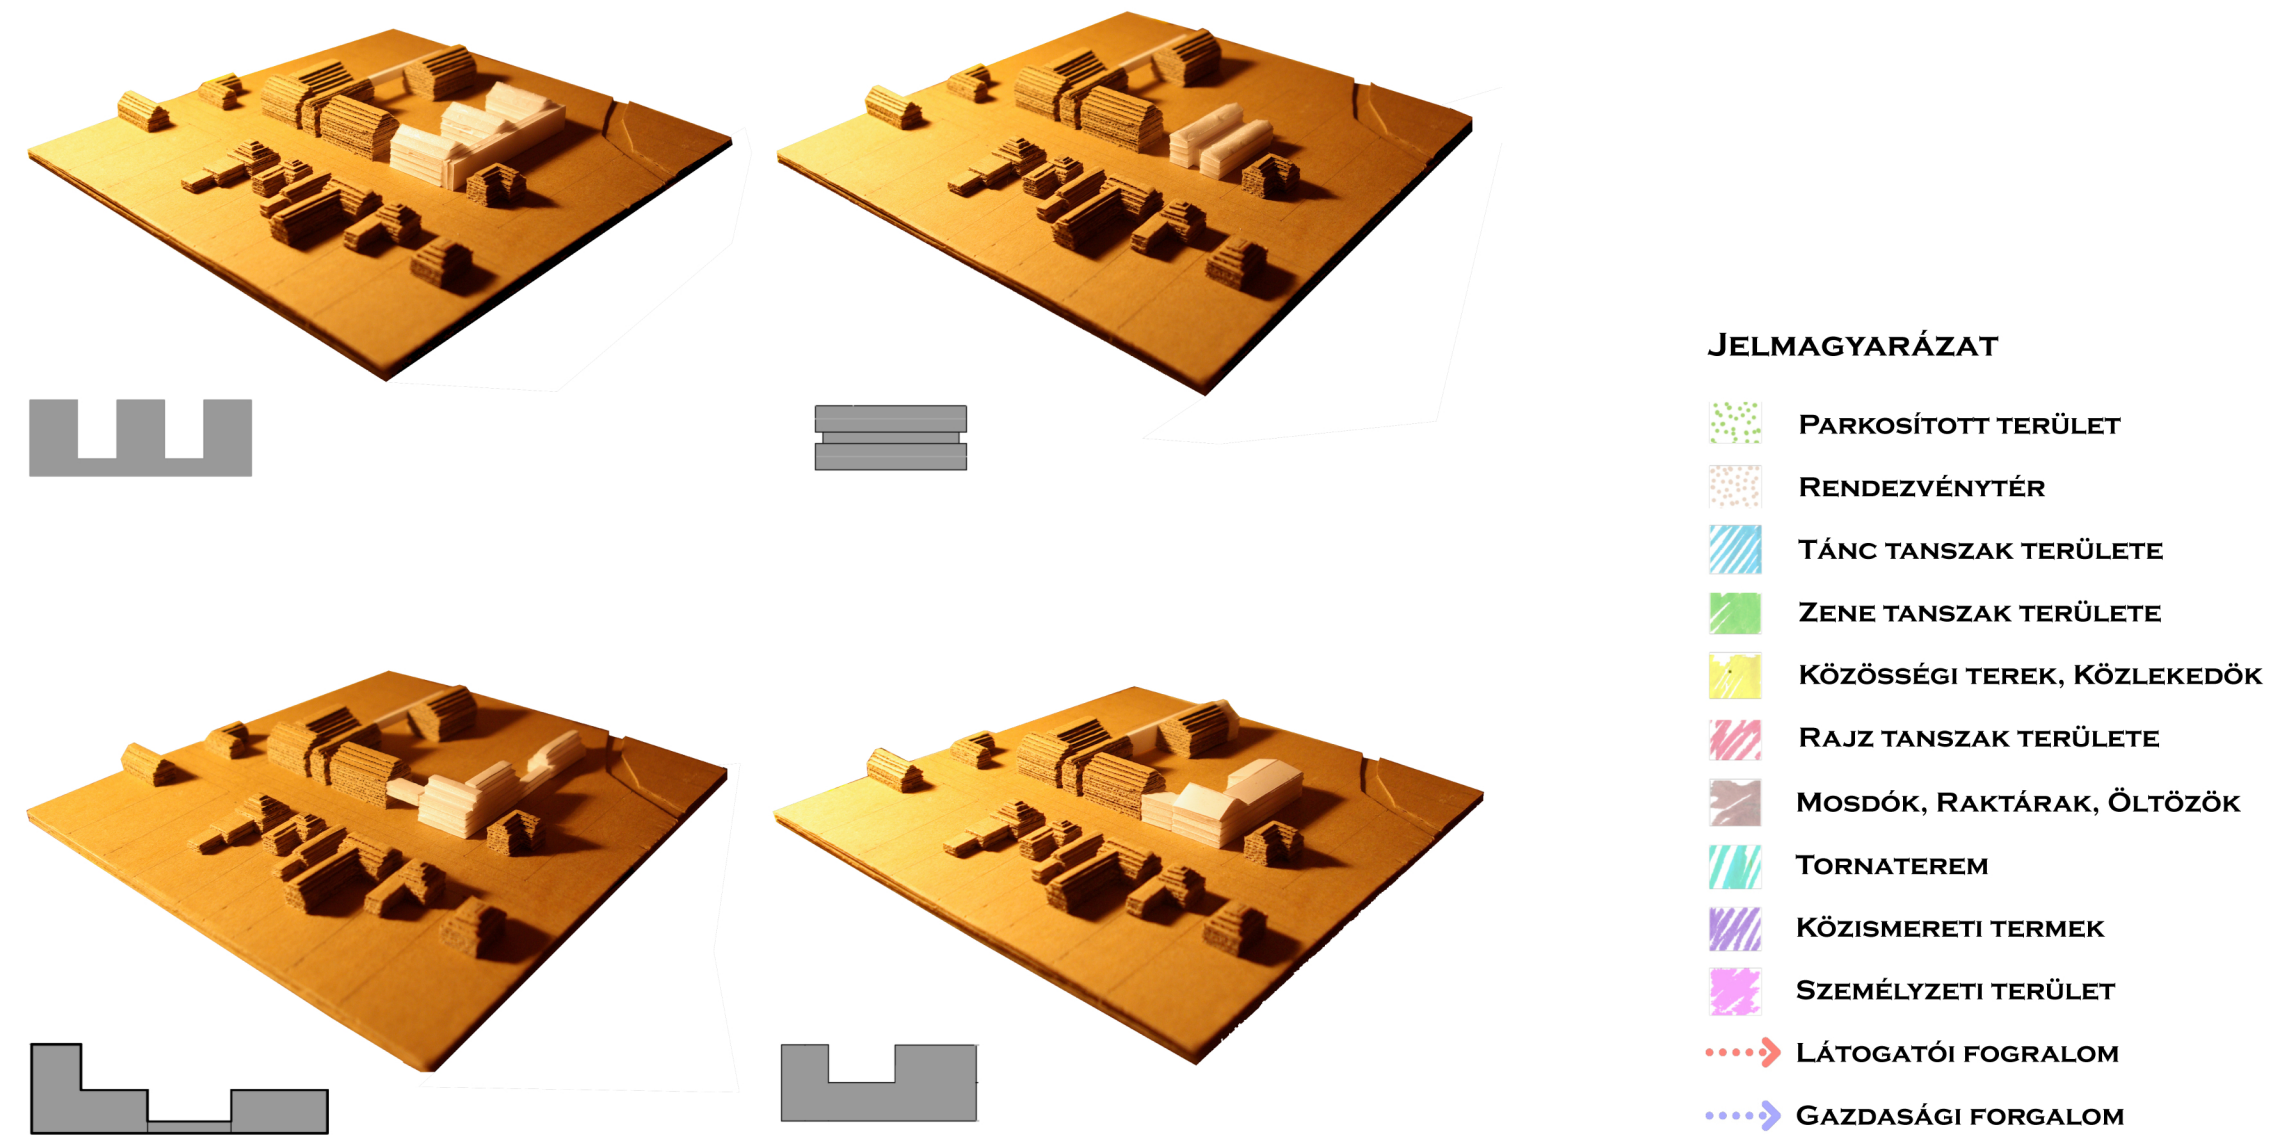 JELMAGYARÁZAT
PARKOSÍTOTT TERÜLET
RENDEZVÉNYTÉR
TÁNC TANSZAK TERÜLETE
ZENE TANSZAK TERÜLETE
KÖZÖSSÉGI TEREK, KÖZLEKEDÖK
RAJZ TANSZAK TERÜLETE
MOSDÓK, RAKTÁRAK, ÖLTÖZÖK
TORNATEREM
KÖZISMERETI TERMEK
SZEMÉLYZETI TERÜLET
LÁTOGATÓI FOGRALOM
GAZDASÁGI FORGALOM